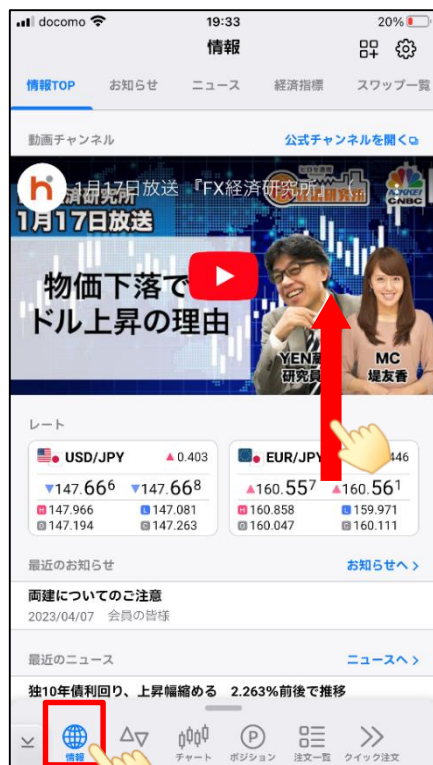 docomo 19:33 20%
情報
情報TOP お知らせ ニュース 経済指標 スワップ一覧
動画チャンネル 公式チャンネルを開く
h 1月17日放送 『FX経済研究所』
NIKKEI CNBC
1月17日放送
物価下落で
ドル上昇の理由
YEN蔵
研究員
MC
堤友香
レート
USD/JPY ▲0.403
▼147.666 ▼147.668
H 147.966 L 147.081
O 147.194 C 147.263
EUR/JPY 446
▲160.557 ▲160.561
H 160.858 L 159.971
O 160.047 C 160.111
最近のお知らせ お知らせへ >
両建についてのご注意
2023/04/07 会員の皆様
最近のニュース ニュースへ >
独10年債利回り、上昇幅縮める 2.263%前後で推移
情報 チャート P ポジション 注文一覧 クイック注文